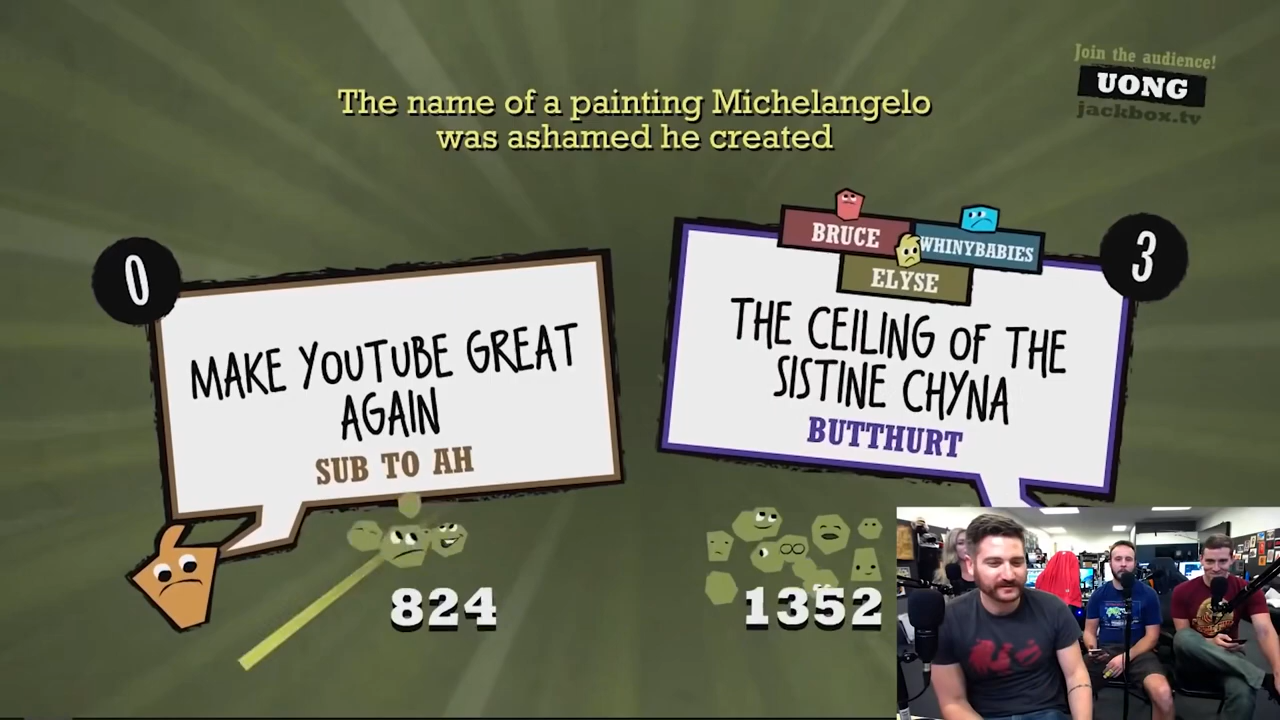 Join the audience!
UONG
jackbox.tv
The name of a painting Michelangelo
was ashamed he created
0
MAKE YOUTUBE GREAT
AGAIN
SUB TO AH
BRUCE
WHINYBABIES
ELYSE
3
THE CEILING OF THE
SISTINE CHYNA
BUTTHURT
824
1352